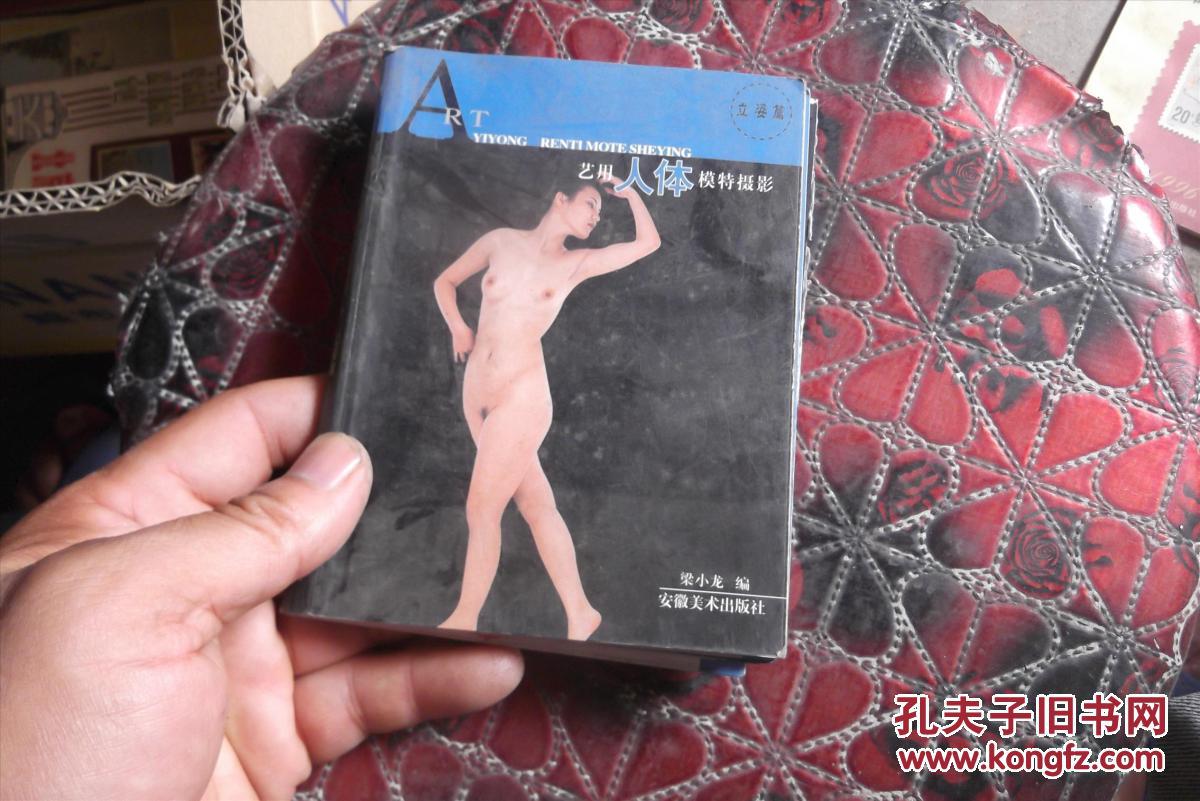 ART
立姿篇
YIYONG RENTI MOTE SHEYING
艺用人体模特摄影
梁小龙 编
安徽美术出版社
孔夫子旧书网
www.kongfz.com